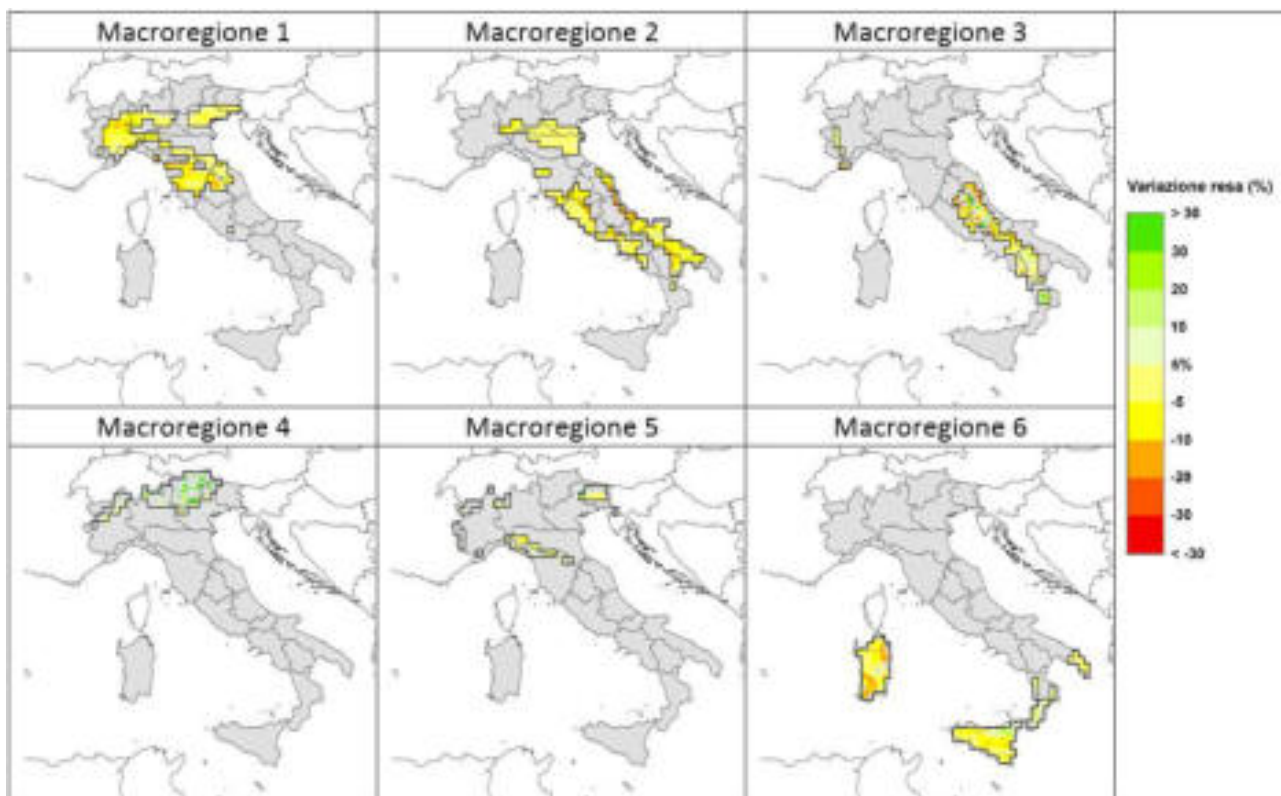 Macroregione 1
Macroregione 2
Macroregione 3
Macroregione 4
Macroregione 5
Macroregione 6
Variazione resa (%)
> 30
30
20
10
5%
-5
-10
-20
-30
< -30